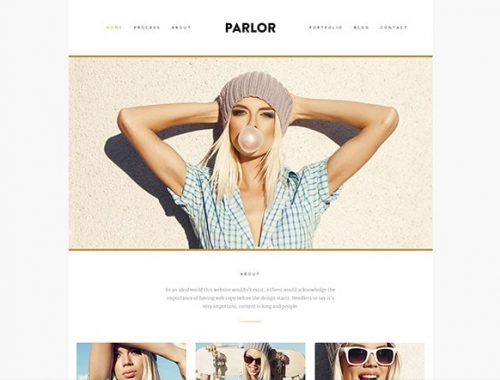 HOME PROCESS ABOUT PARLOR PORTFOLIO BLOG CONTACT
ABOUT
In an ideal world this website wouldn't exist, a client would acknowledge the
importance of having web copy before the design starts. Needless to say it's
very important, content is king and people